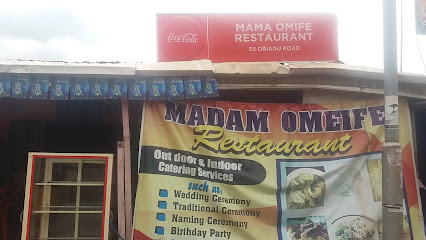 Coca-Cola
MAMA OMIFE
RESTAURANT
55 OBIAGU ROAD
MADAM OMEIFE
Restaurant
Out door & Indoor
Catering Services
such as:
Wedding Ceremony
Traditional Ceremony
Naming Ceremony
Birthday Party